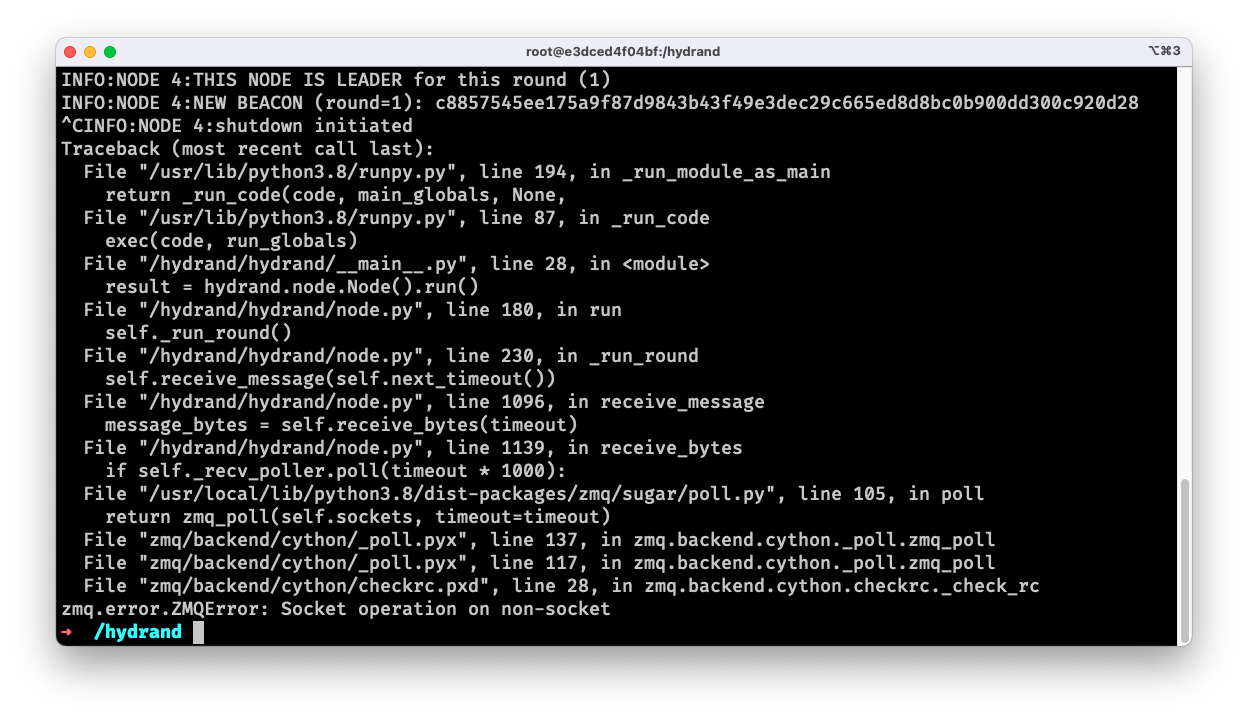 root@e3dced4f04bf:/hydrand
⌥⌘3
INFO:NODE 4:THIS NODE IS LEADER for this round (1)
INFO:NODE 4:NEW BEACON (round=1): c8857545ee175a9f87d9843b43f49e3dec29c665ed8d8bc0b900dd300c920d28
^CINFO:NODE 4:shutdown initiated
Traceback (most recent call last):
  File "/usr/lib/python3.8/runpy.py", line 194, in _run_module_as_main
    return _run_code(code, main_globals, None,
  File "/usr/lib/python3.8/runpy.py", line 87, in _run_code
    exec(code, run_globals)
  File "/hydrand/hydrand/__main__.py", line 28, in <module>
    result = hydrand.node.Node().run()
  File "/hydrand/hydrand/node.py", line 180, in run
    self._run_round()
  File "/hydrand/hydrand/node.py", line 230, in _run_round
    self.receive_message(self.next_timeout())
  File "/hydrand/hydrand/node.py", line 1096, in receive_message
    message_bytes = self.receive_bytes(timeout)
  File "/hydrand/hydrand/node.py", line 1139, in receive_bytes
    if self._recv_poller.poll(timeout * 1000):
  File "/usr/local/lib/python3.8/dist-packages/zmq/sugar/poll.py", line 105, in poll
    return zmq_poll(self.sockets, timeout=timeout)
  File "zmq/backend/cython/_poll.pyx", line 137, in zmq.backend.cython._poll.zmq_poll
  File "zmq/backend/cython/_poll.pyx", line 117, in zmq.backend.cython._poll.zmq_poll
  File "zmq/backend/cython/checkrc.pxd", line 28, in zmq.backend.cython.checkrc._check_rc
zmq.error.ZMQError: Socket operation on non-socket
➜  /hydrand